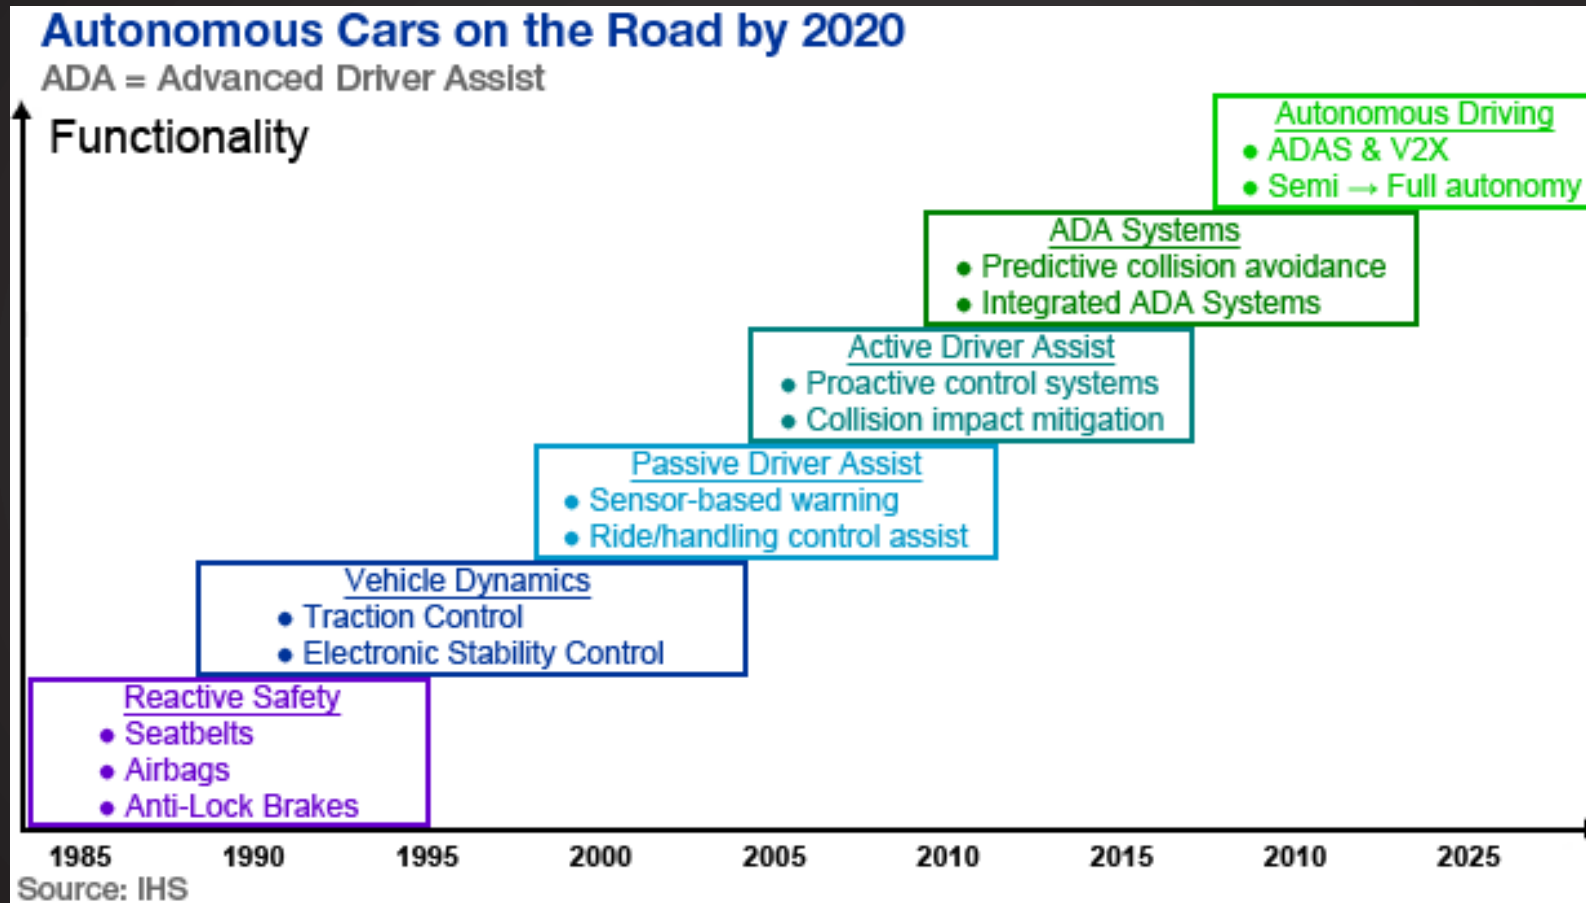 Autonomous Cars on the Road by 2020
ADA = Advanced Driver Assist
Functionality
Autonomous Driving
● ADAS & V2X
● Semi → Full autonomy
ADA Systems
● Predictive collision avoidance
● Integrated ADA Systems
Active Driver Assist
● Proactive control systems
● Collision impact mitigation
Passive Driver Assist
● Sensor-based warning
● Ride/handling control assist
Vehicle Dynamics
● Traction Control
● Electronic Stability Control
Reactive Safety
● Seatbelts
● Airbags
● Anti-Lock Brakes
1985 1990 1995 2000 2005 2010 2015 2010 2025
Source: IHS